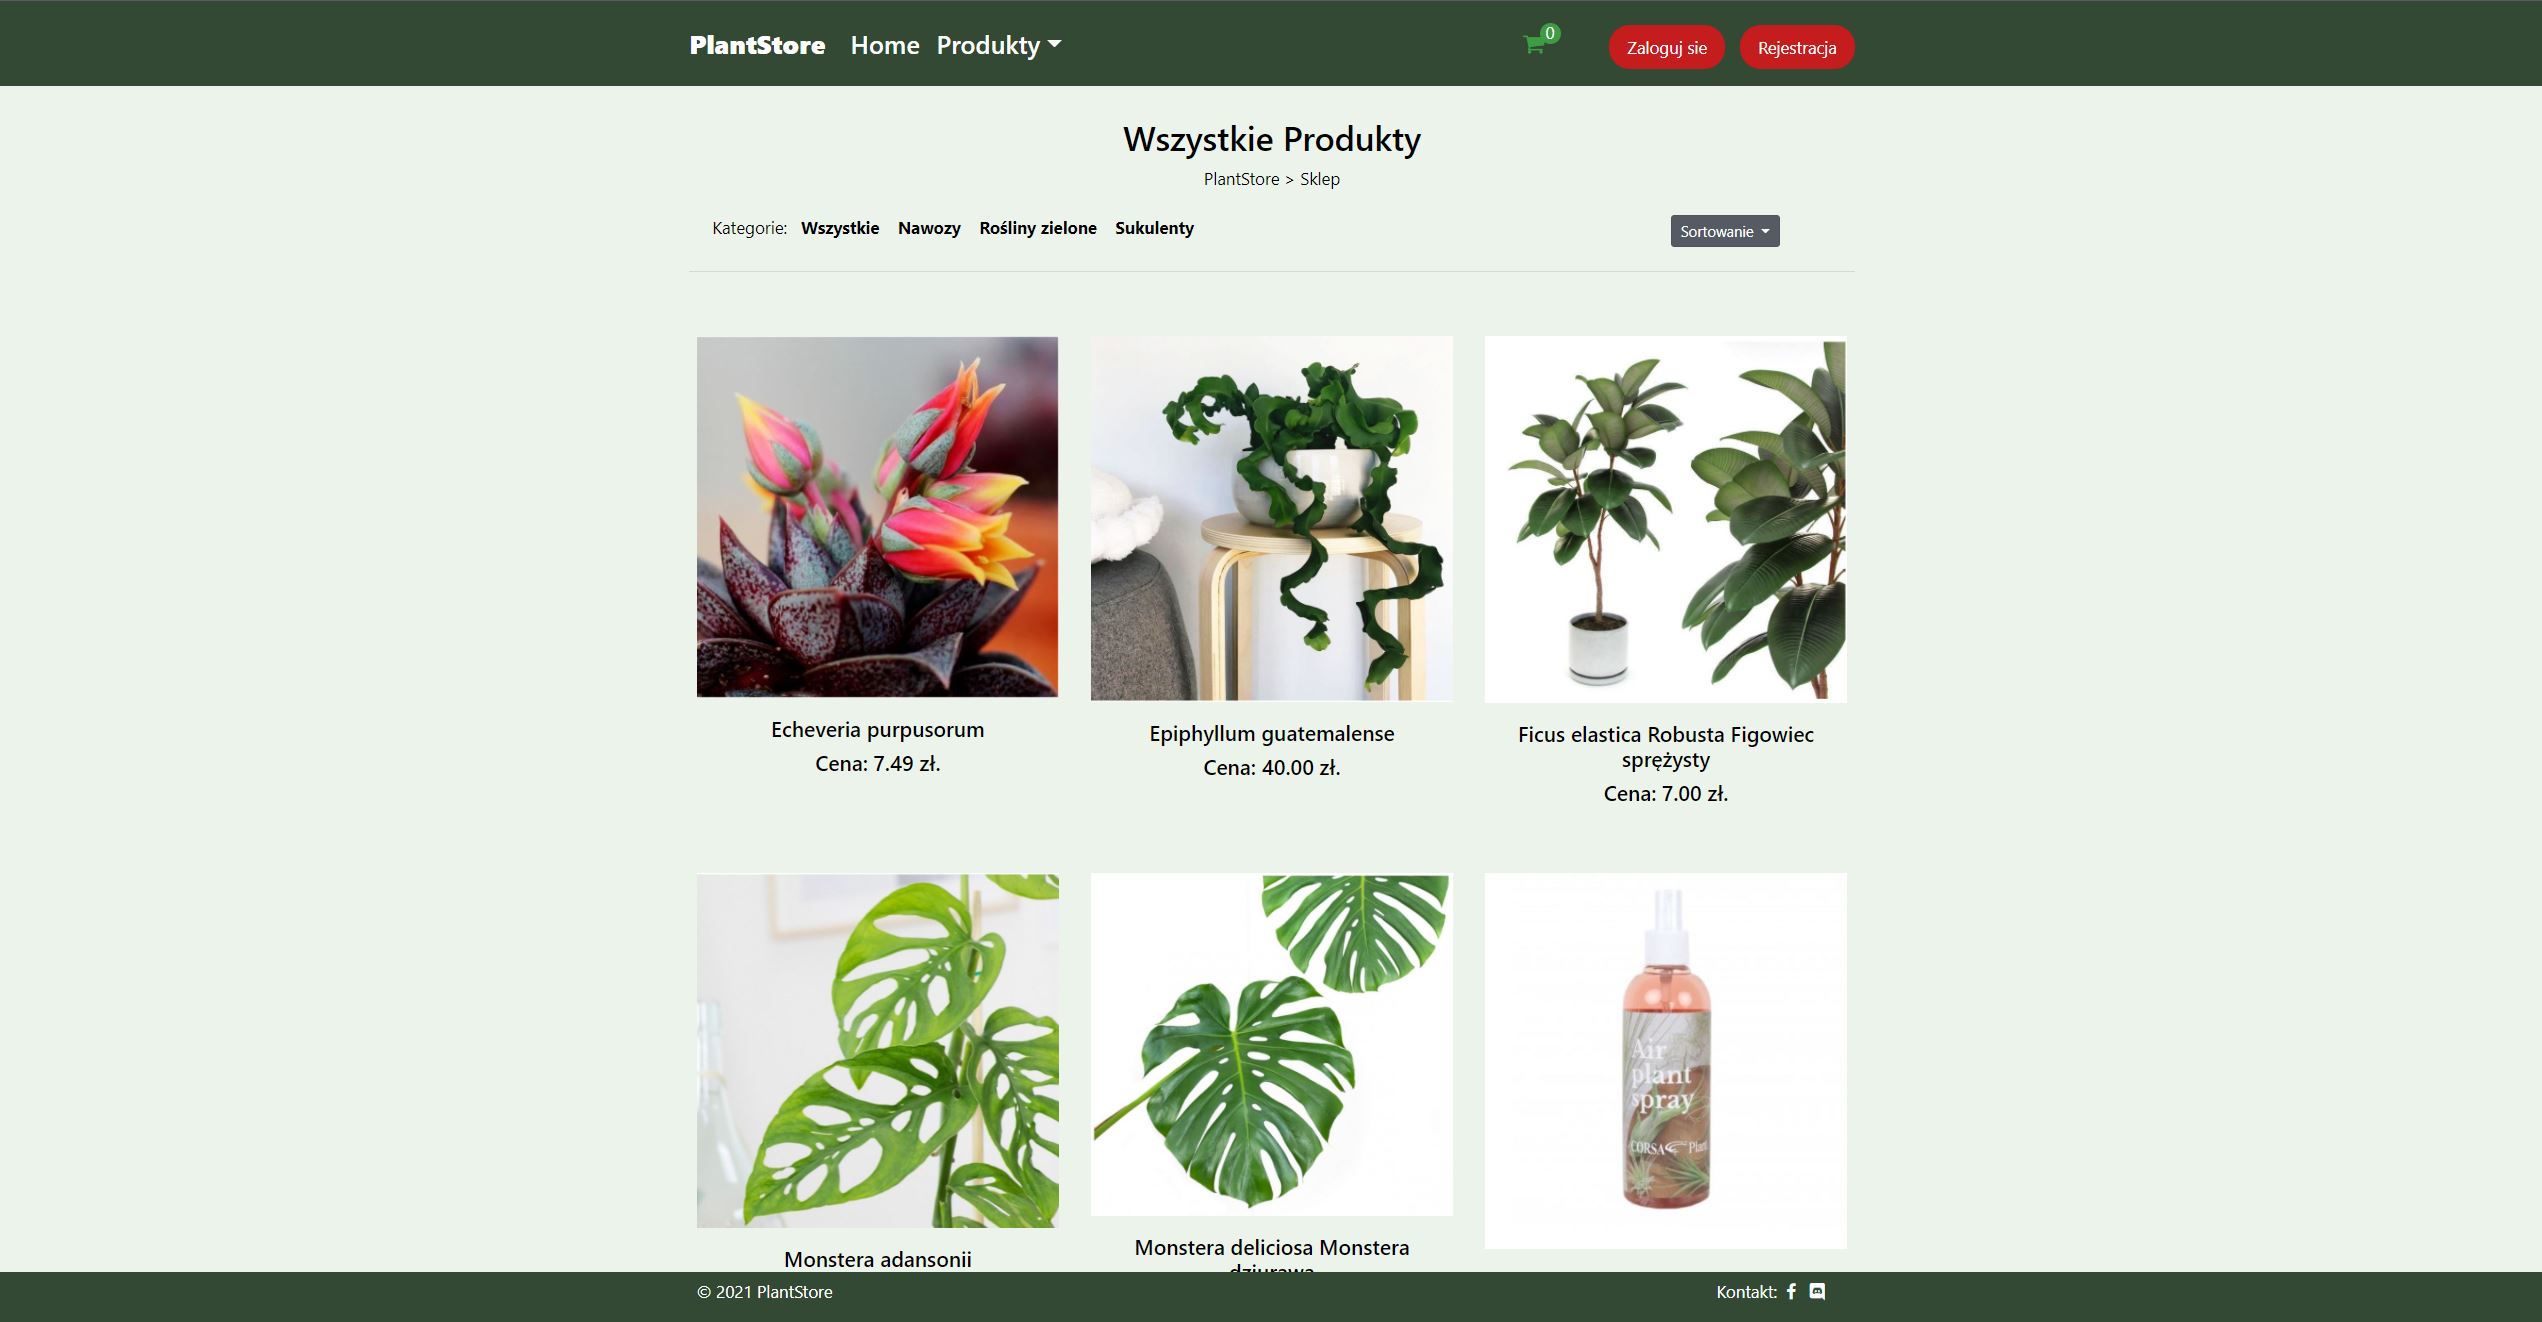 PlantStore Home Produkty 0 Zaloguj sie Rejestracja
Wszystkie Produkty
PlantStore > Sklep
Kategorie: Wszystkie Nawozy Rośliny zielone Sukulenty Sortowanie
Echeveria purpusorum
Cena: 7.49 zł.
Epiphyllum guatemalense
Cena: 40.00 zł.
Ficus elastica Robusta Figowiec
sprężysty
Cena: 7.00 zł.
Air
plant
spray
CORSA Plant
Monstera adansonii
Monstera deliciosa Monstera
dziurawa
© 2021 PlantStore Kontakt: